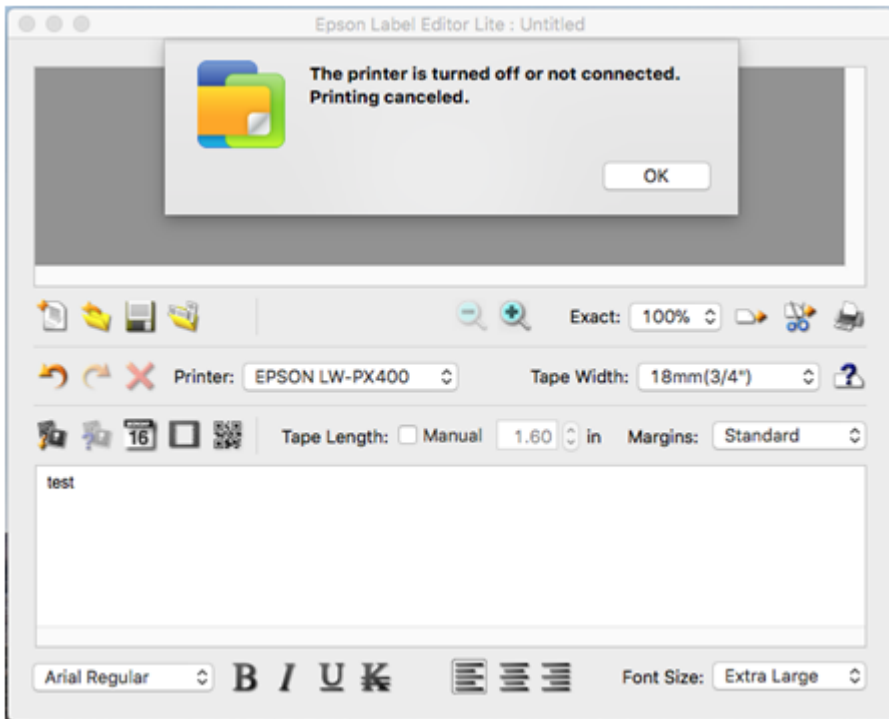 Epson Label Editor Lite : Untitled
The printer is turned off or not connected.
Printing canceled.
OK
Exact: 100%
Printer: EPSON LW-PX400 Tape Width: 18mm(3/4")
16 Tape Length: Manual 1.60 in Margins: Standard
test
Arial Regular B I U K Font Size: Extra Large